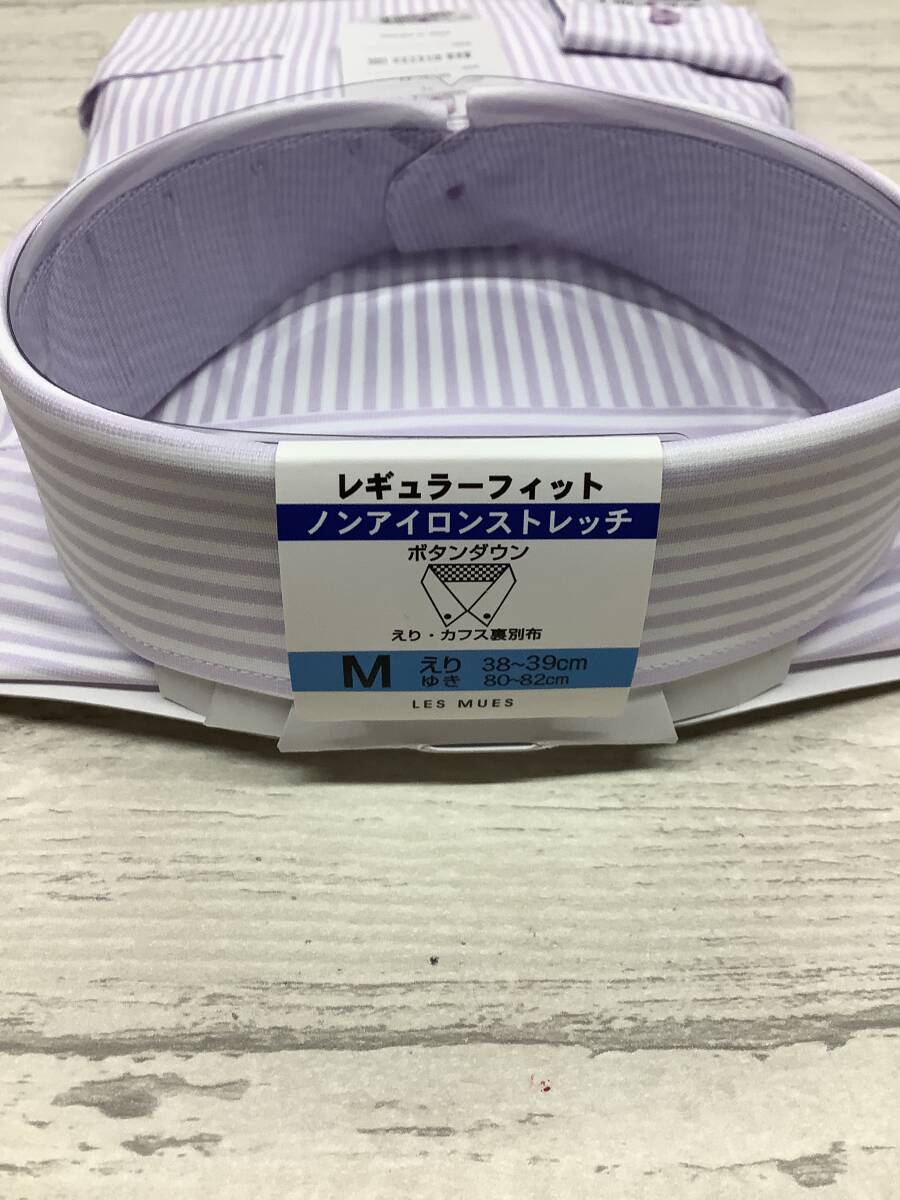 レギュラーフィット
ノンアイロンストレッチ
ボタンダウン
えり・カフス裏別布
M えり 38~39cm
ゆき 80~82cm
LES MUES